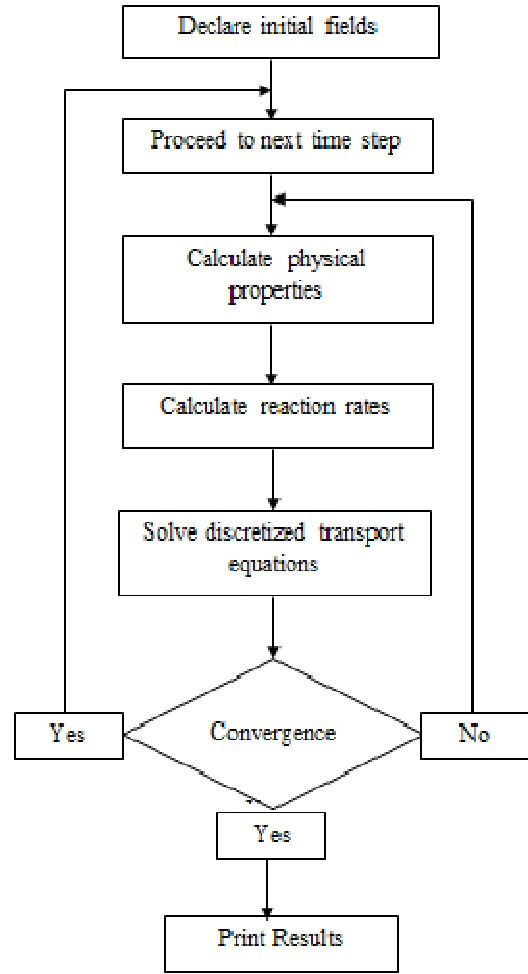 Declare initial fields
Proceed to next time step
Calculate physical
properties
Calculate reaction rates
Solve discretized transport
equations
Yes
Convergence
No
Yes
Print Results